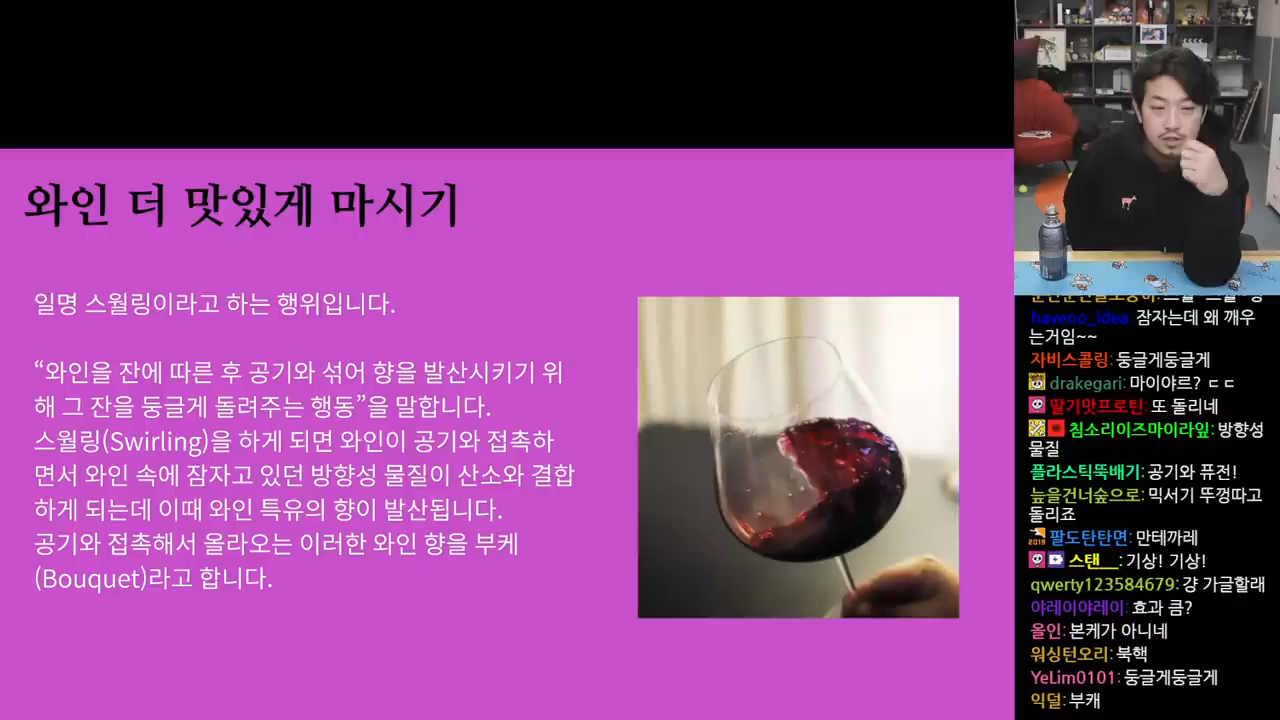 와인 더 맛있게 마시기
일명 스월링이라고 하는 행위입니다.
“와인을 잔에 따른 후 공기와 섞어 향을 발산시키기 위
해 그 잔을 둥글게 돌려주는 행동”을 말합니다.
스월링(Swirling)을 하게 되면 와인이 공기와 접촉하
면서 와인 속에 잠자고 있던 방향성 물질이 산소와 결합
하게 되는데 이때 와인 특유의 향이 발산됩니다.
공기와 접촉해서 올라오는 이러한 와인 향을 부케
(Bouquet)라고 합니다.
haveno_idea: 잠자는데 왜 깨우
는거임~~
자비스콜링: 둥글게둥글게
drakegari: 마이야르? ㄷㄷ
딸기맛프로틴: 또 돌리네
침소리이즈마이라잎: 방향성
물질
플라스틱뚝배기: 공기와 퓨전!
늪을건너숲으로: 믹서기 뚜껑따고
돌리죠
팔도탄탄면: 만테까레
스탠__: 기상! 기상!
qwerty123584679: 걍 가글할래
야레이야레이: 효과 큼?
올인: 본케가 아니네
워싱턴오리: 북핵
YeLim0101: 둥글게둥글게
익덜: 부캐